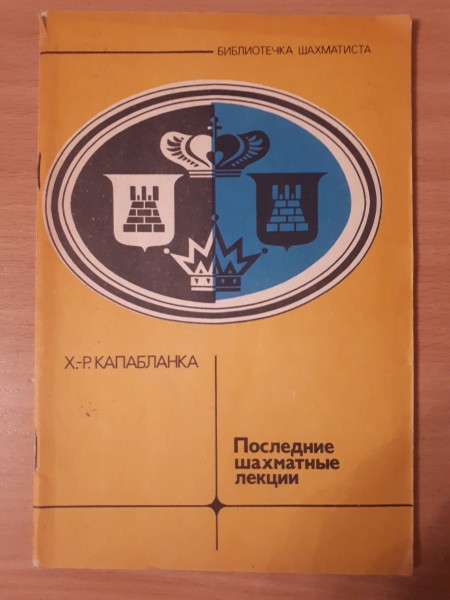 БИБЛИОТЕЧКА ШАХМАТИСТА
Х.-Р. КАПАБЛАНКА
Последние
шахматные
лекции